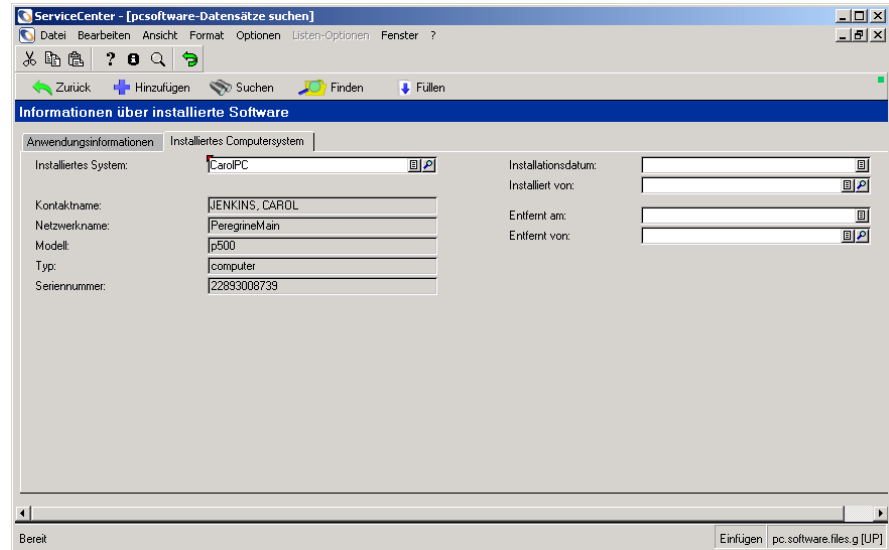 ServiceCenter - [pcsoftware-Datensätze suchen]
Datei Bearbeiten Ansicht Format Optionen Listen-Optionen Fenster ?
Zurück Hinzufügen Suchen Finden Füllen
Informationen über installierte Software
Anwendungsinformationen Installiertes Computersystem
Installiertes System: CarolPC Installationsdatum:
Installiert von:
Kontaktname: JENKINS, CAROL
Entfernt am:
Netzwerkname: PeregrineMain
Entfernt von:
Modell: p500
Typ: computer
Seriennummer: 22893008739
Bereit Einfügen pc.software.files.g [UP]